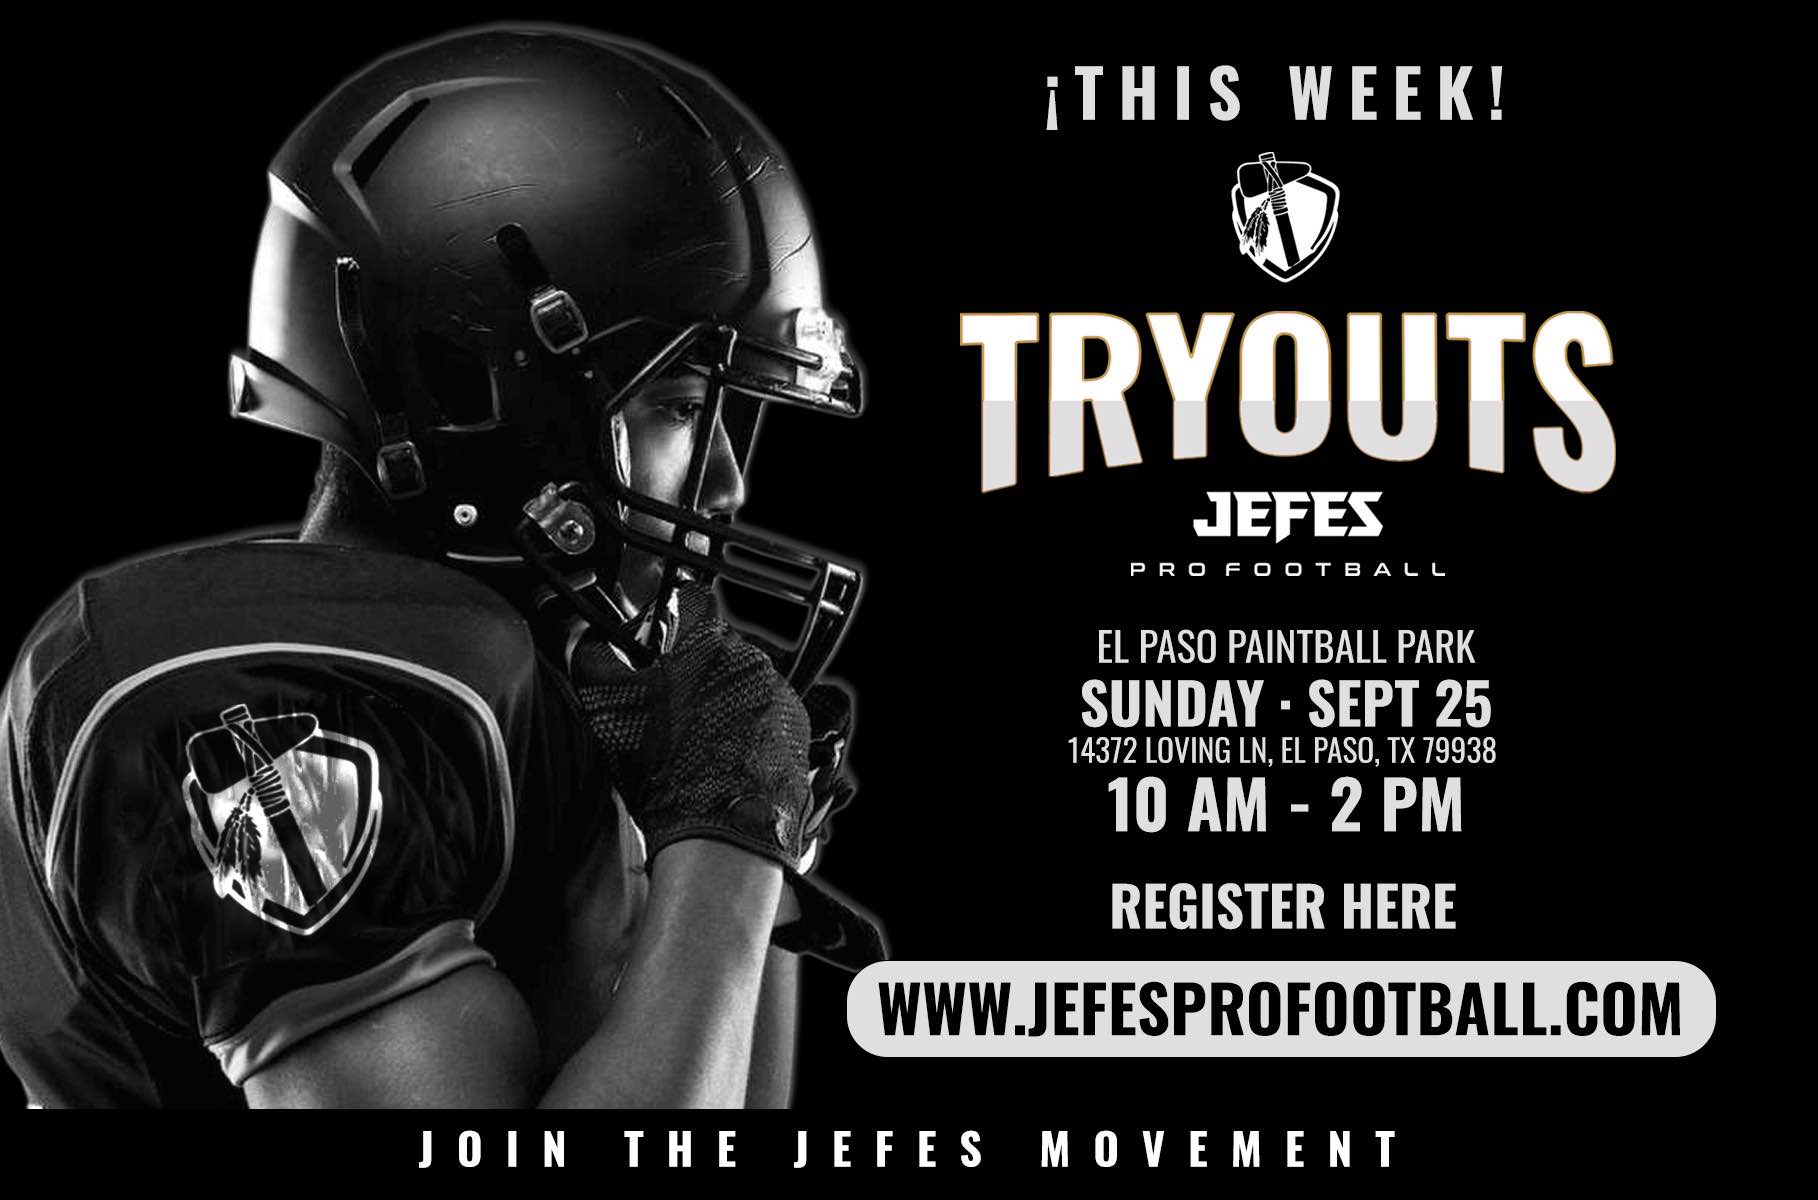 ¡THIS WEEK!
TRYOUTS
JEFES
PRO FOOTBALL
EL PASO PAINTBALL PARK
SUNDAY · SEPT 25
14372 LOVING LN, EL PASO, TX 79938
10 AM - 2 PM
REGISTER HERE
WWW.JEFESPROFOOTBALL.COM
JOIN THE JEFES MOVEMENT